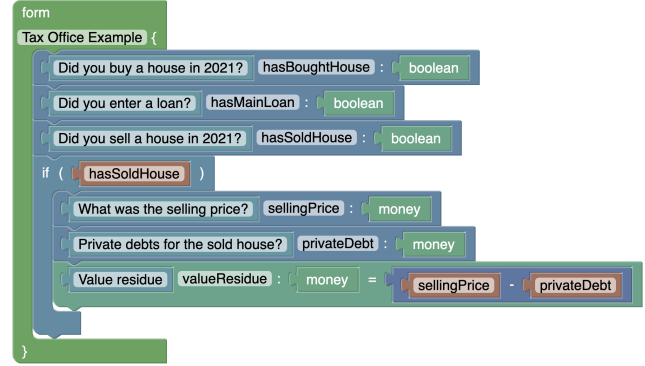 form
Tax Office Example {
Did you buy a house in 2021? hasBoughtHouse : boolean
Did you enter a loan? hasMainLoan : boolean
Did you sell a house in 2021? hasSoldHouse : boolean
if ( hasSoldHouse )
What was the selling price? sellingPrice : money
Private debts for the sold house? privateDebt : money
Value residue valueResidue : money = sellingPrice - privateDebt
}